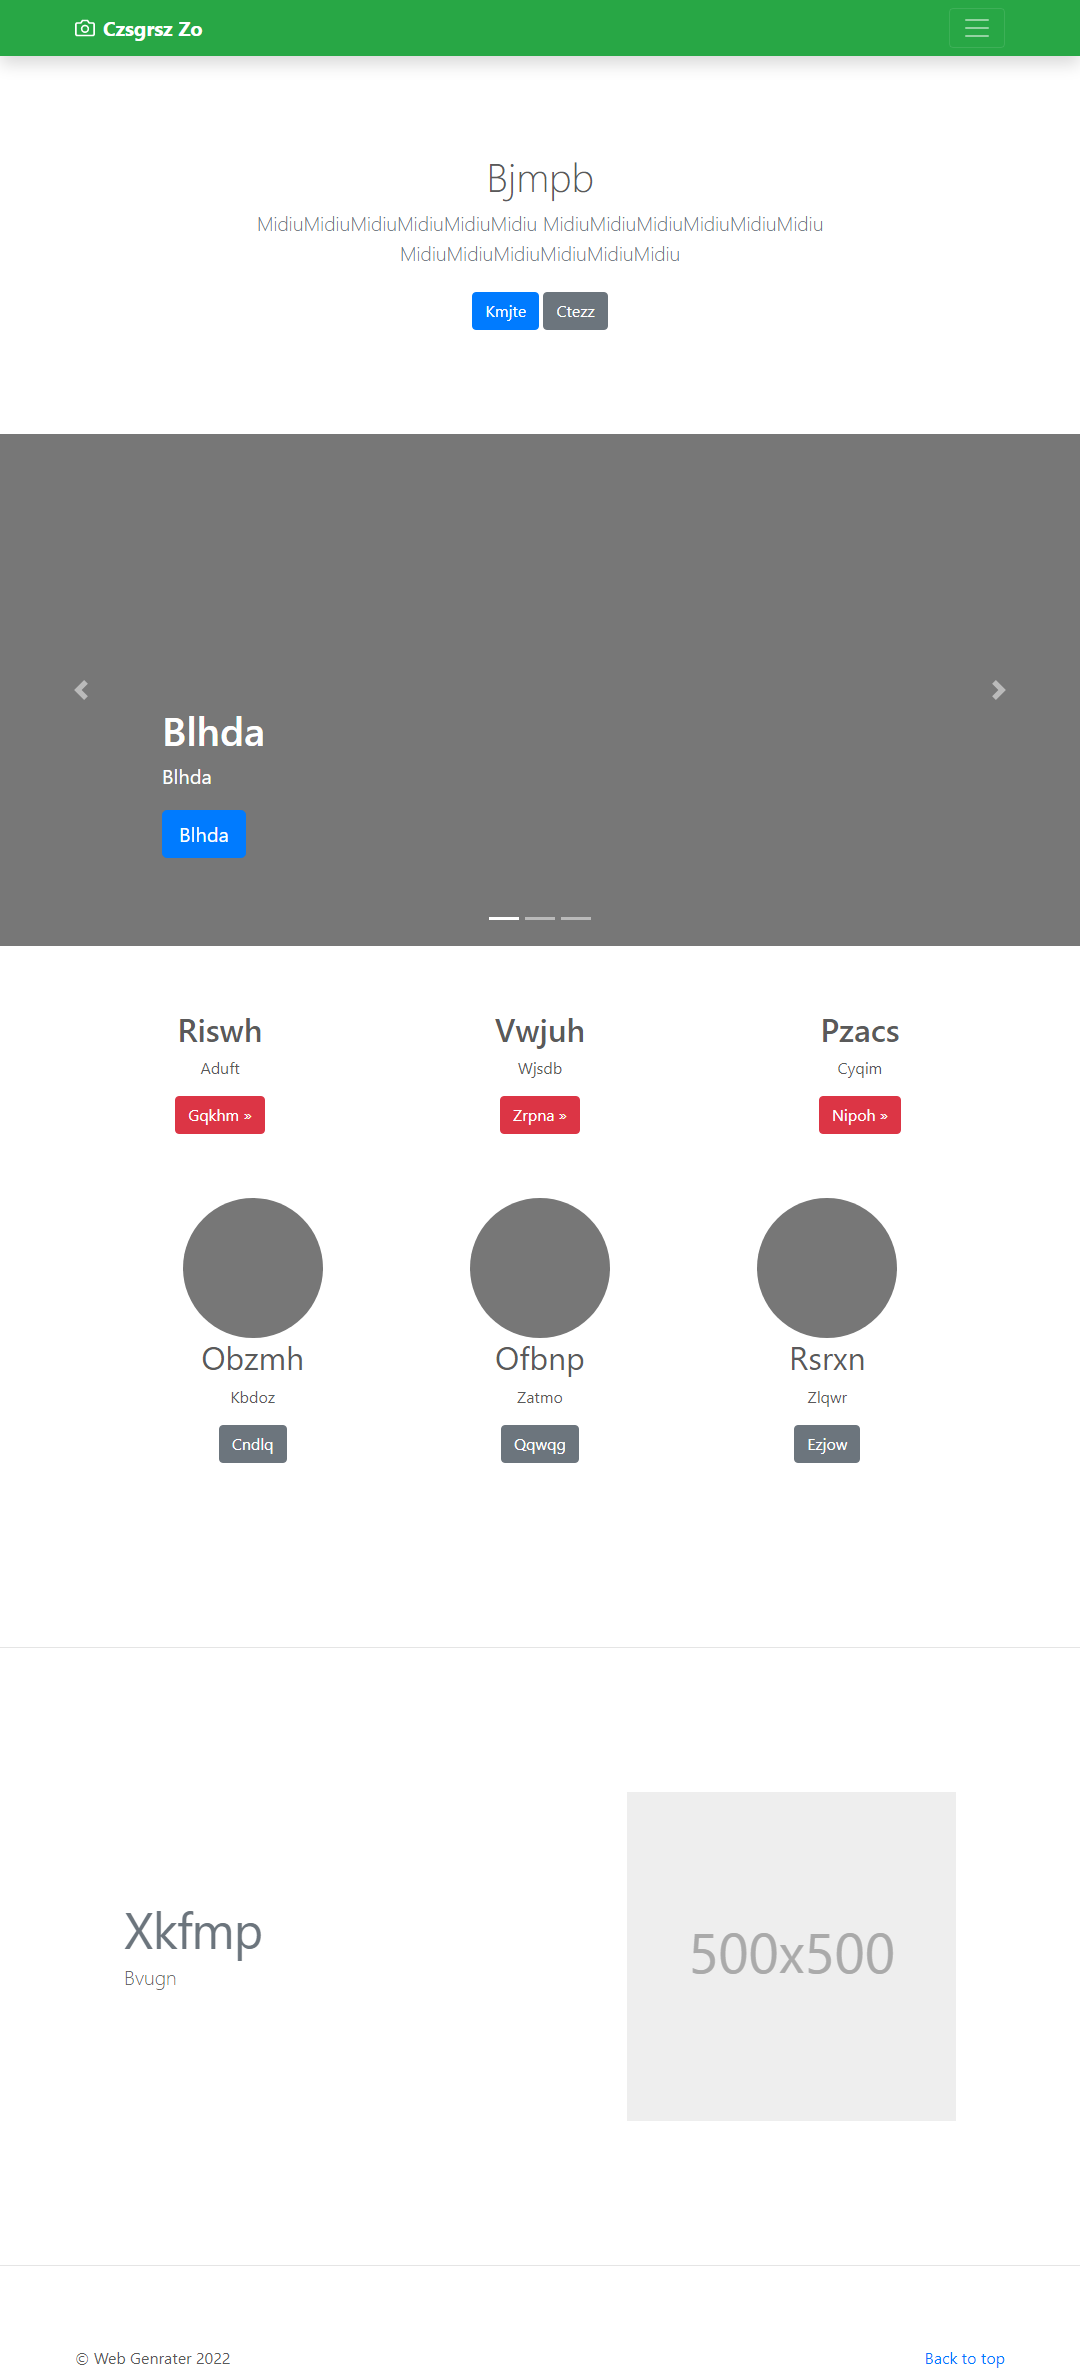 Czsgrsz Zo
Bjmpb
MidiuMidiuMidiuMidiuMidiuMidiu MidiuMidiuMidiuMidiuMidiuMidiu
MidiuMidiuMidiuMidiuMidiuMidiu
Kmjte Ctezz
Blhda
Blhda
Blhda
Riswh Vwjuh Pzacs
Aduft Wjsdb Cyqim
Gqkhm » Zrpna » Nipoh »
Obzmh Ofbnp Rsrxn
Kbdoz Zatmo Zlqwr
Cndlq Qqwqg Ezjow
Xkfmp
Bvugn
500x500
© Web Genrater 2022 Back to top